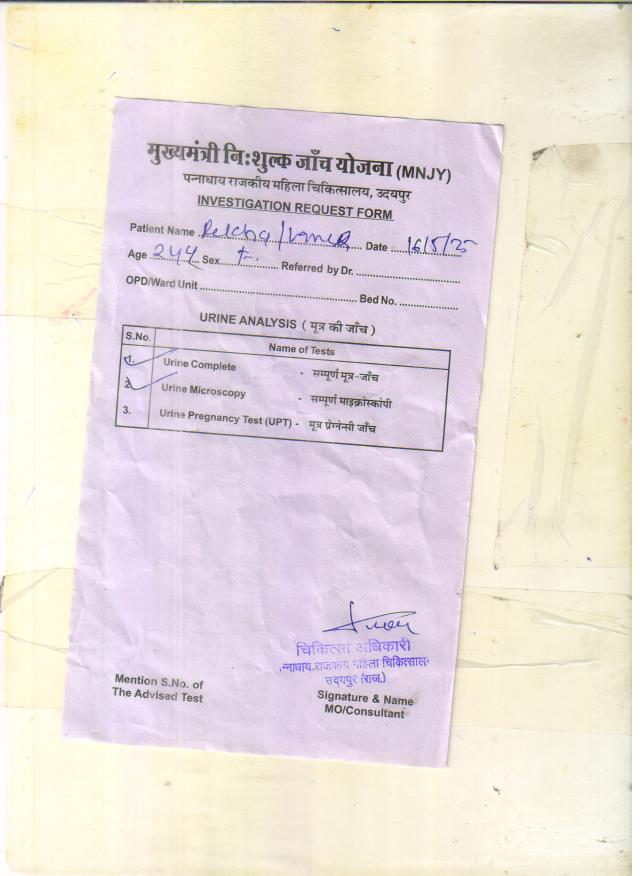 मुख्यमंत्री निःशुल्क जाँच योजना (MNJY)
पन्नाधाय राजकीय महिला चिकित्सालय, उदयपुर
INVESTIGATION REQUEST FORM
Patient Name Date 16/5/25
Age 24y Sex F. Referred by Dr.
OPD/Ward Unit Bed No.
URINE ANALYSIS ( मूत्र की जाँच )
S.No. Name of Tests
1. Urine Complete - सम्पूर्ण मूत्र-जाँच
2. Urine Microscopy - सम्पूर्ण माइक्रोस्कोपी
3. Urine Pregnancy Test (UPT) - मूत्र प्रेग्नेन्सी जाँच
चिकित्सा अधिकारी
पन्नाधाय राजकीय महिला चिकित्सालय
उदयपुर (राज.)
Mention S.No. of
The Advised Test
Signature & Name
MO/Consultant